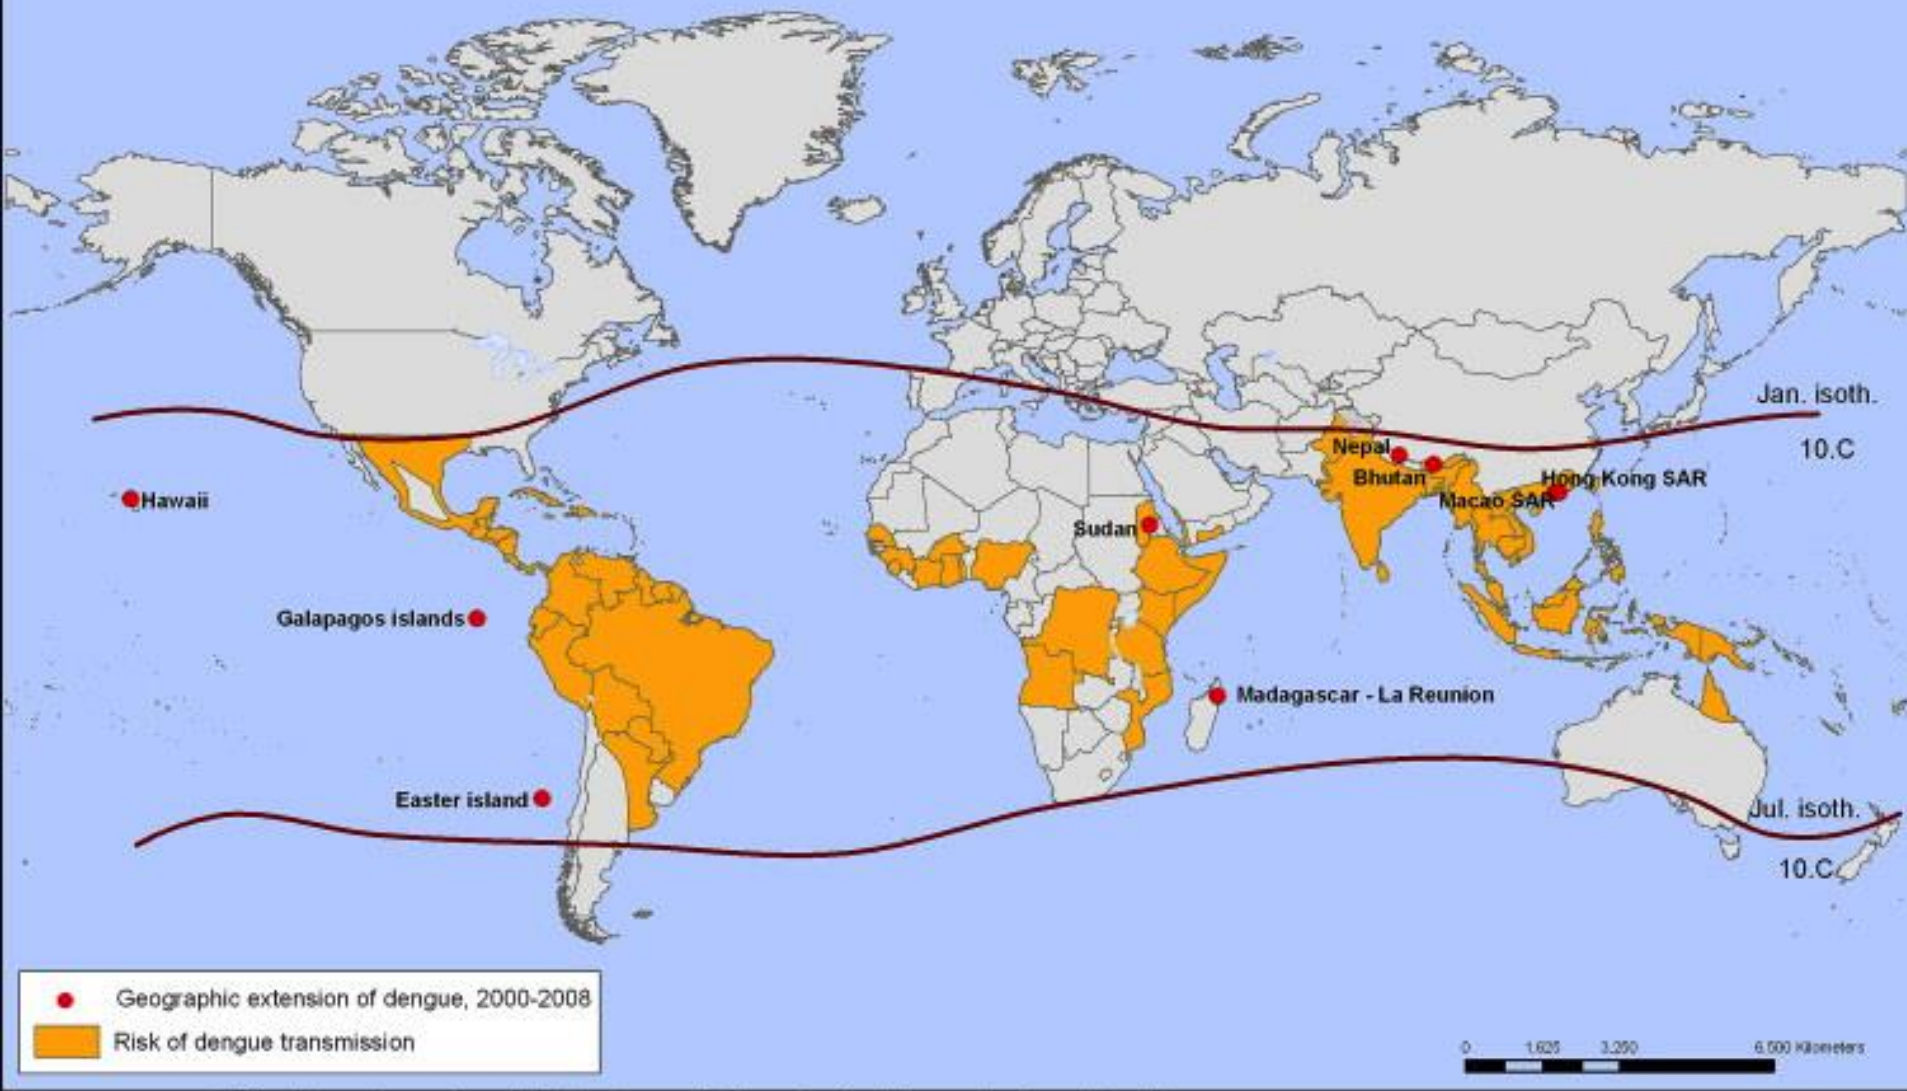 Jan. isoth.
10.C
Nepal
Bhutan
Hong Kong SAR
Macao SAR
Hawaii
Sudan
Galapagos islands
Madagascar - La Reunion
Easter island
Jul. isoth.
10.C
Geographic extension of dengue, 2000-2008
Risk of dengue transmission
0 1,625 3,250 6,500 Kilometers